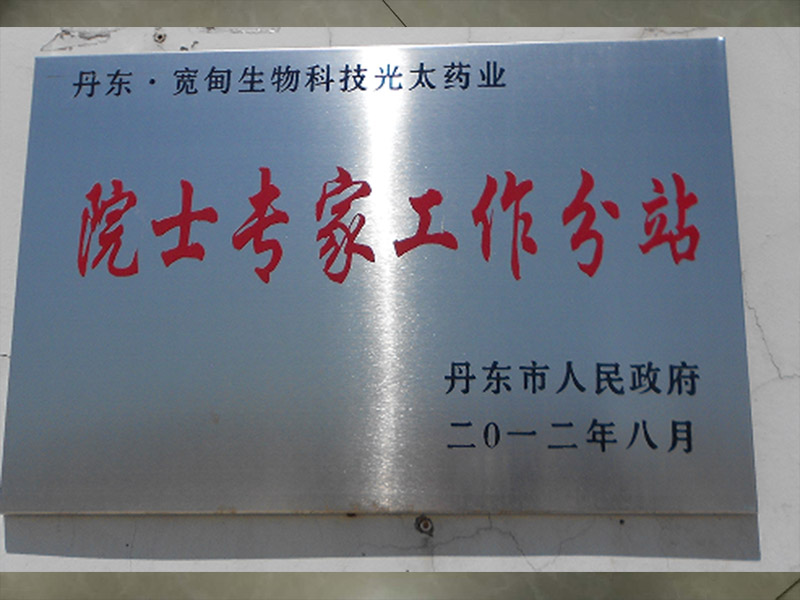 丹东·宽甸生物科技光太药业
院士专家工作分站
丹东市人民政府
二0一二年八月